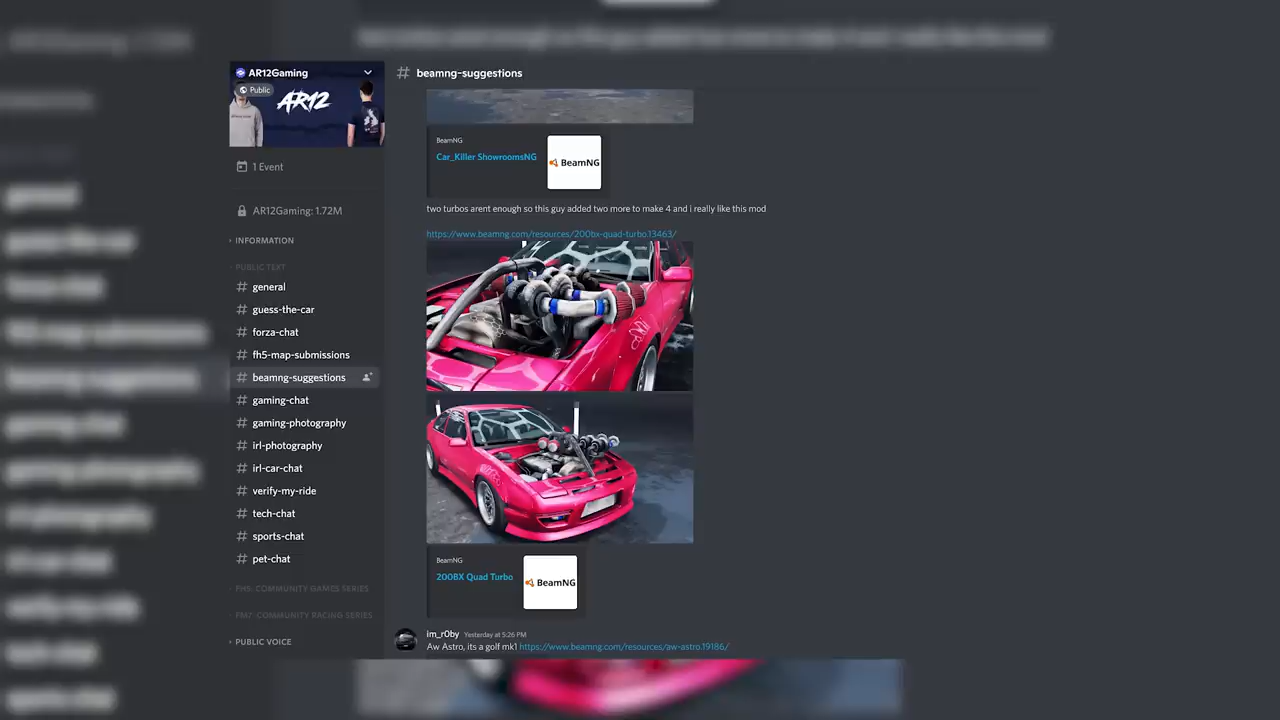 AR12Gaming
Public
AR12
1 Event
AR12Gaming: 1.72M
INFORMATION
PUBLIC TEXT
general
guess-the-car
forza-chat
fh5-map-submissions
beamng-suggestions
gaming-chat
gaming-photography
irl-photography
irl-car-chat
verify-my-ride
tech-chat
sports-chat
pet-chat
FH5: COMMUNITY GAMES SERIES
FM7: COMMUNITY RACING SERIES
PUBLIC VOICE
# beamng-suggestions
BeamNG
Car_Killer ShowroomsNG
BeamNG
two turbos arent enough so this guy added two more to make 4 and i really like this mod
https://www.beamng.com/resources/200bx-quad-turbo.13463/
BeamNG
200BX Quad Turbo
BeamNG
im_r0by Yesterday at 5:26 PM
Aw Astro, its a golf mk1 https://www.beamng.com/resources/aw-astro.19186/